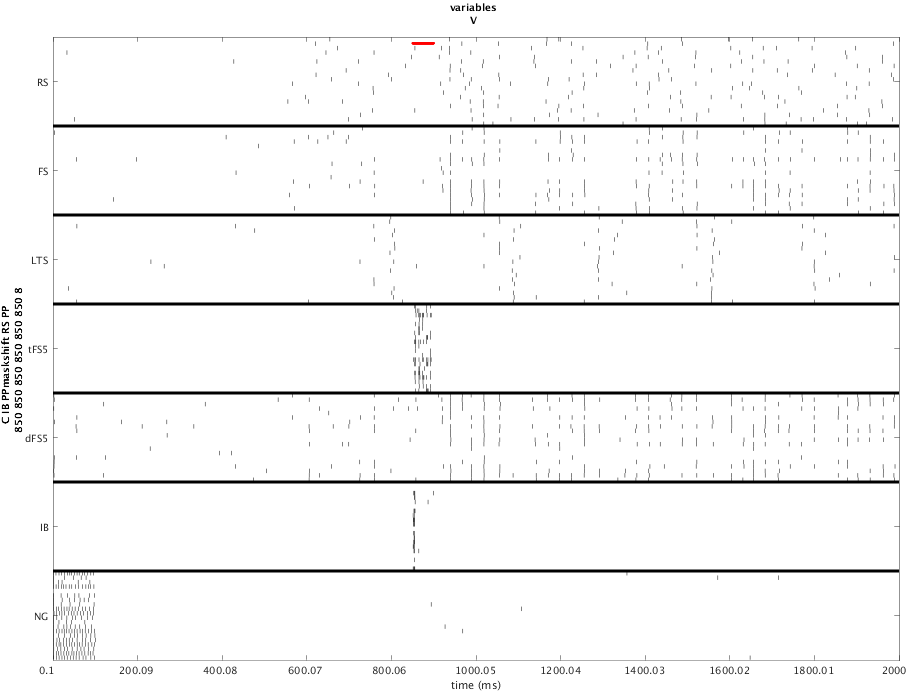 variables
V
RS
FS
LTS
tFS5
dFS5
IB
NG
C IB PPmaskshift RS PP
850 850 850 850 850 850 8
0.1 200.09 400.08 600.07 800.06 1000.05 1200.04 1400.03 1600.02 1800.01 2000
time (ms)